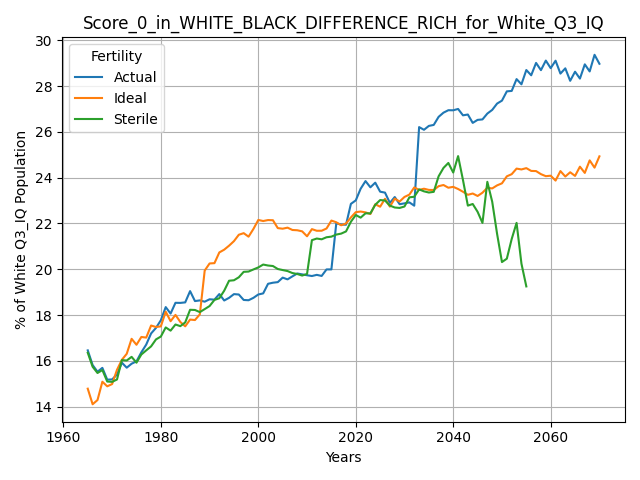 Score_0_in_WHITE_BLACK_DIFFERENCE_RICH_for_White_Q3_IQ
Fertility
Actual
Ideal
Sterile
% of White Q3_IQ Population
30
28
26
24
22
20
18
16
14
1960
1980
2000
2020
2040
2060
Years